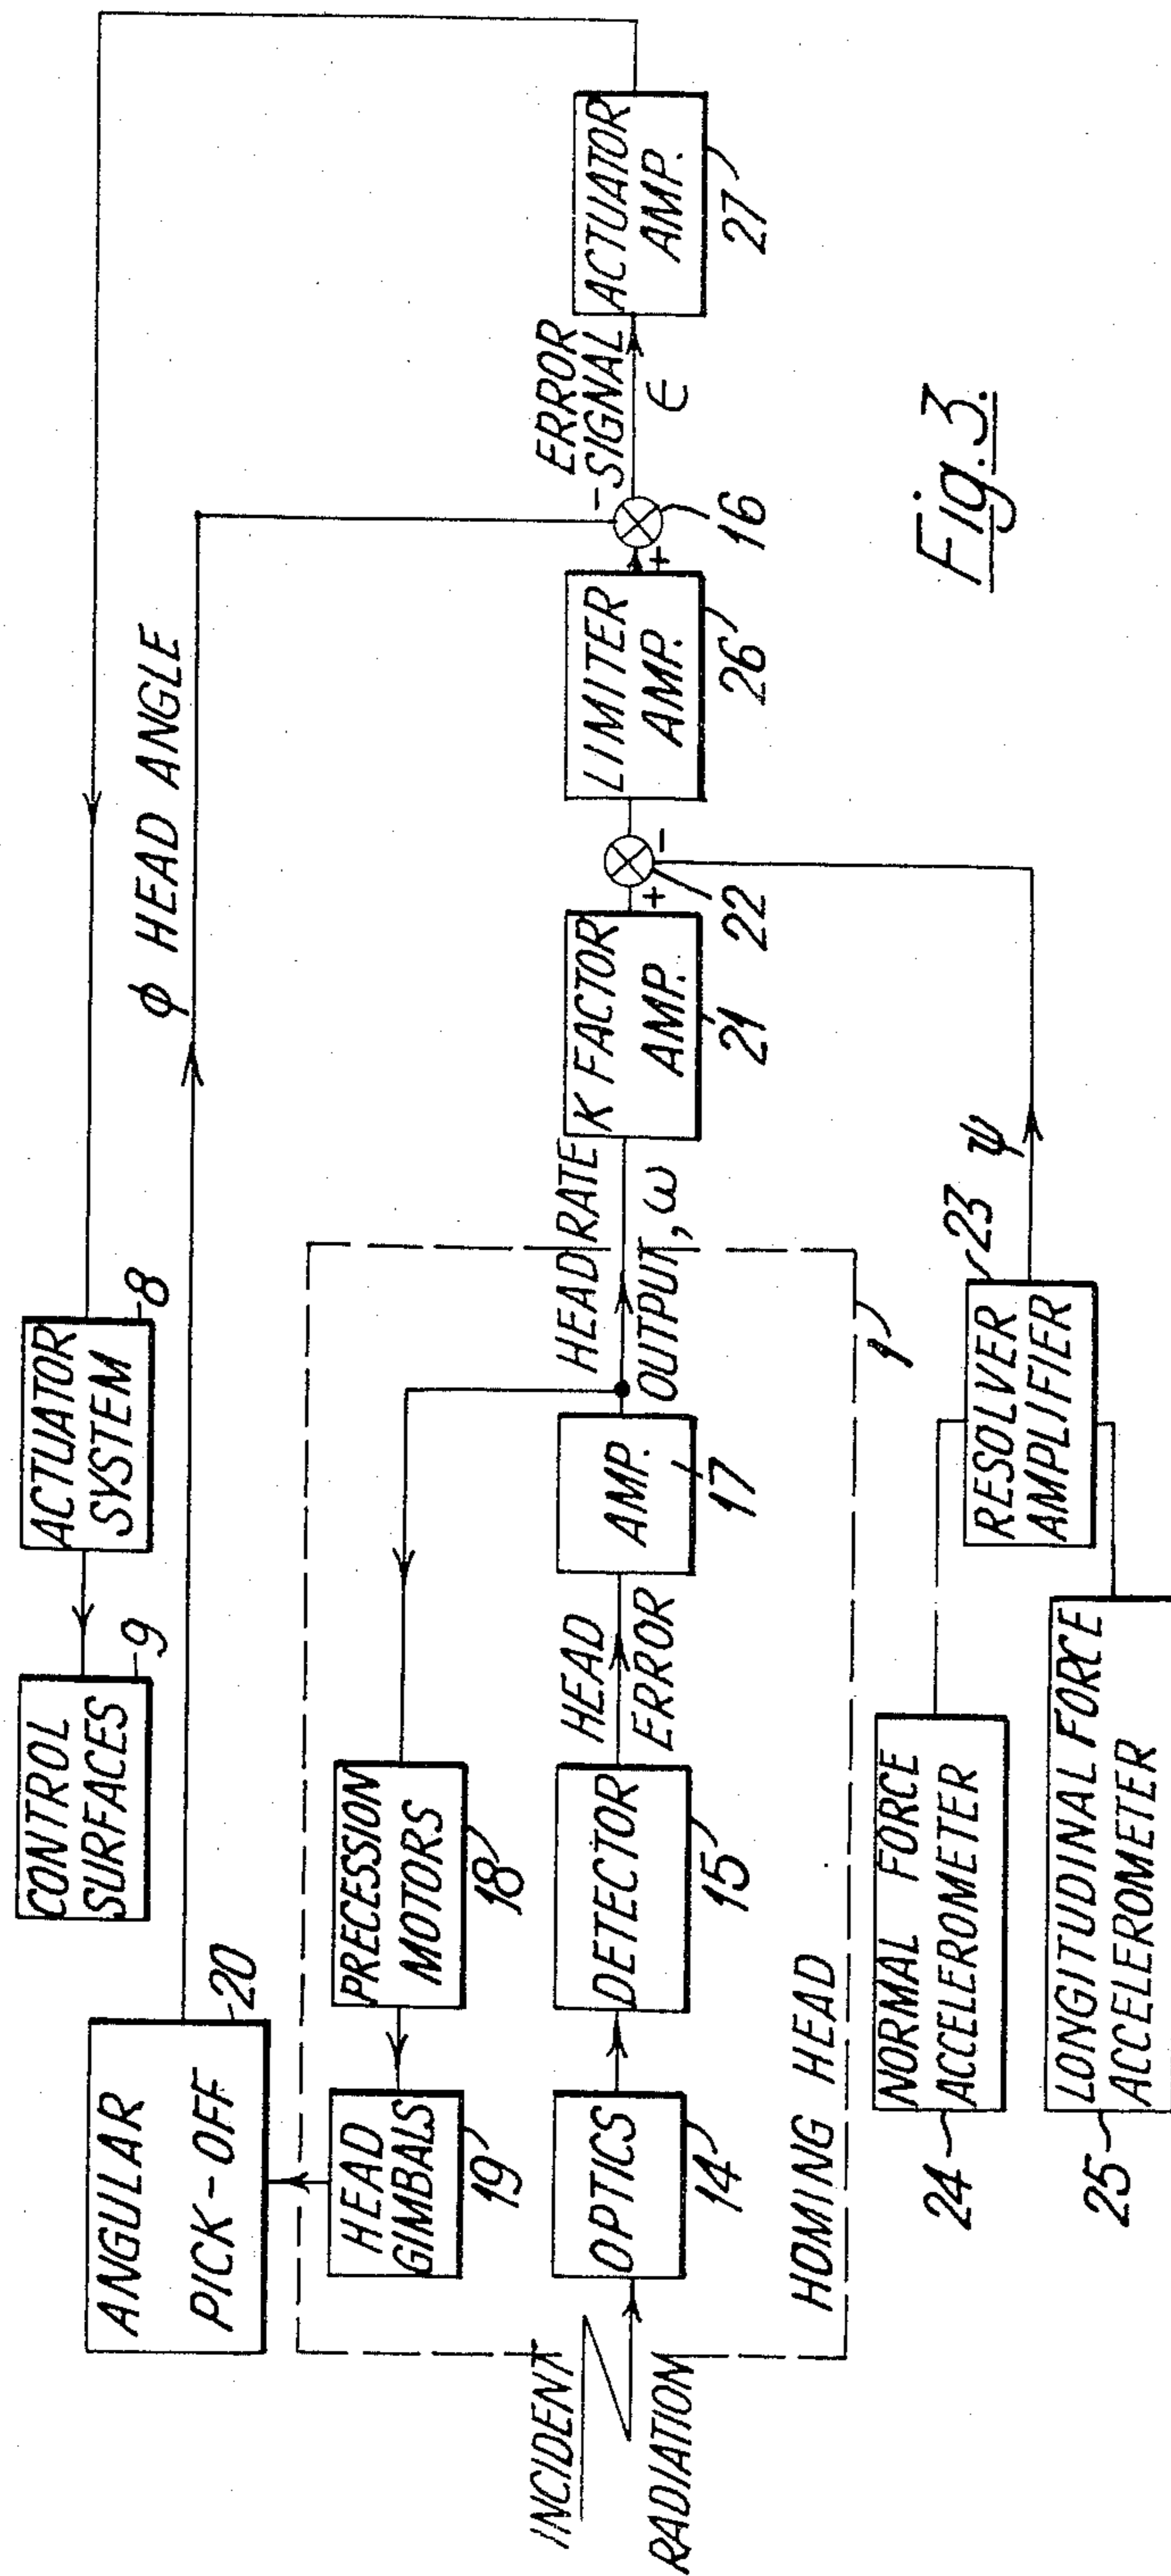 CONTROL
SURFACES
9
ACTUATOR
SYSTEM
8
ANGULAR
PICK-OFF
20
φ HEAD ANGLE
HEAD
GIMBALS
19
PRECESSION
MOTORS
18
INCIDENT
RADIATION
OPTICS
14
DETECTOR
15
HEAD
ERROR
AMP.
17
HEAD RATE
OUTPUT, ω
K FACTOR
AMP.
21
+
-
22
LIMITER
AMP.
26
+
-
16
ERROR
SIGNAL
ϵ
ACTUATOR
AMP.
27
HOMING HEAD
1
NORMAL FORCE
ACCELEROMETER
24
LONGITUDINAL FORCE
ACCELEROMETER
25
RESOLVER
AMPLIFIER
23
ψ
Fig.3.